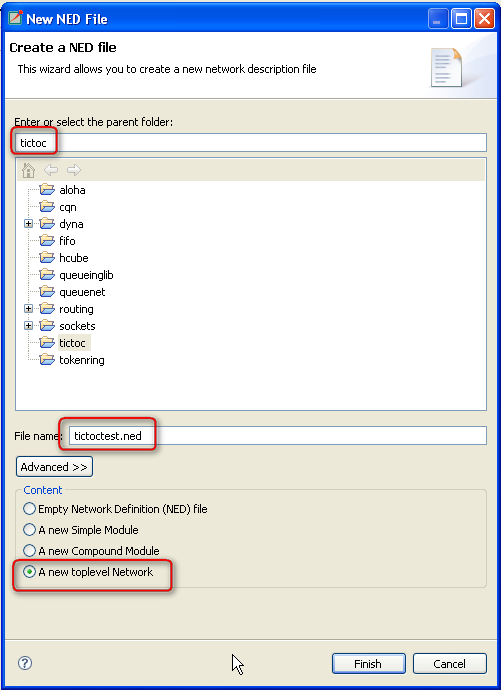 New NED File
Create a NED file
This wizard allows you to create a new network description file
Enter or select the parent folder:
tictoc
aloha
cqn
dyna
fifo
hcube
queueinglib
queuenet
routing
sockets
tictoc
tokenring
File name: tictoctest.ned
Advanced >>
Content
Empty Network Definition (NED) file
A new Simple Module
A new Compound Module
A new toplevel Network
?
Finish Cancel